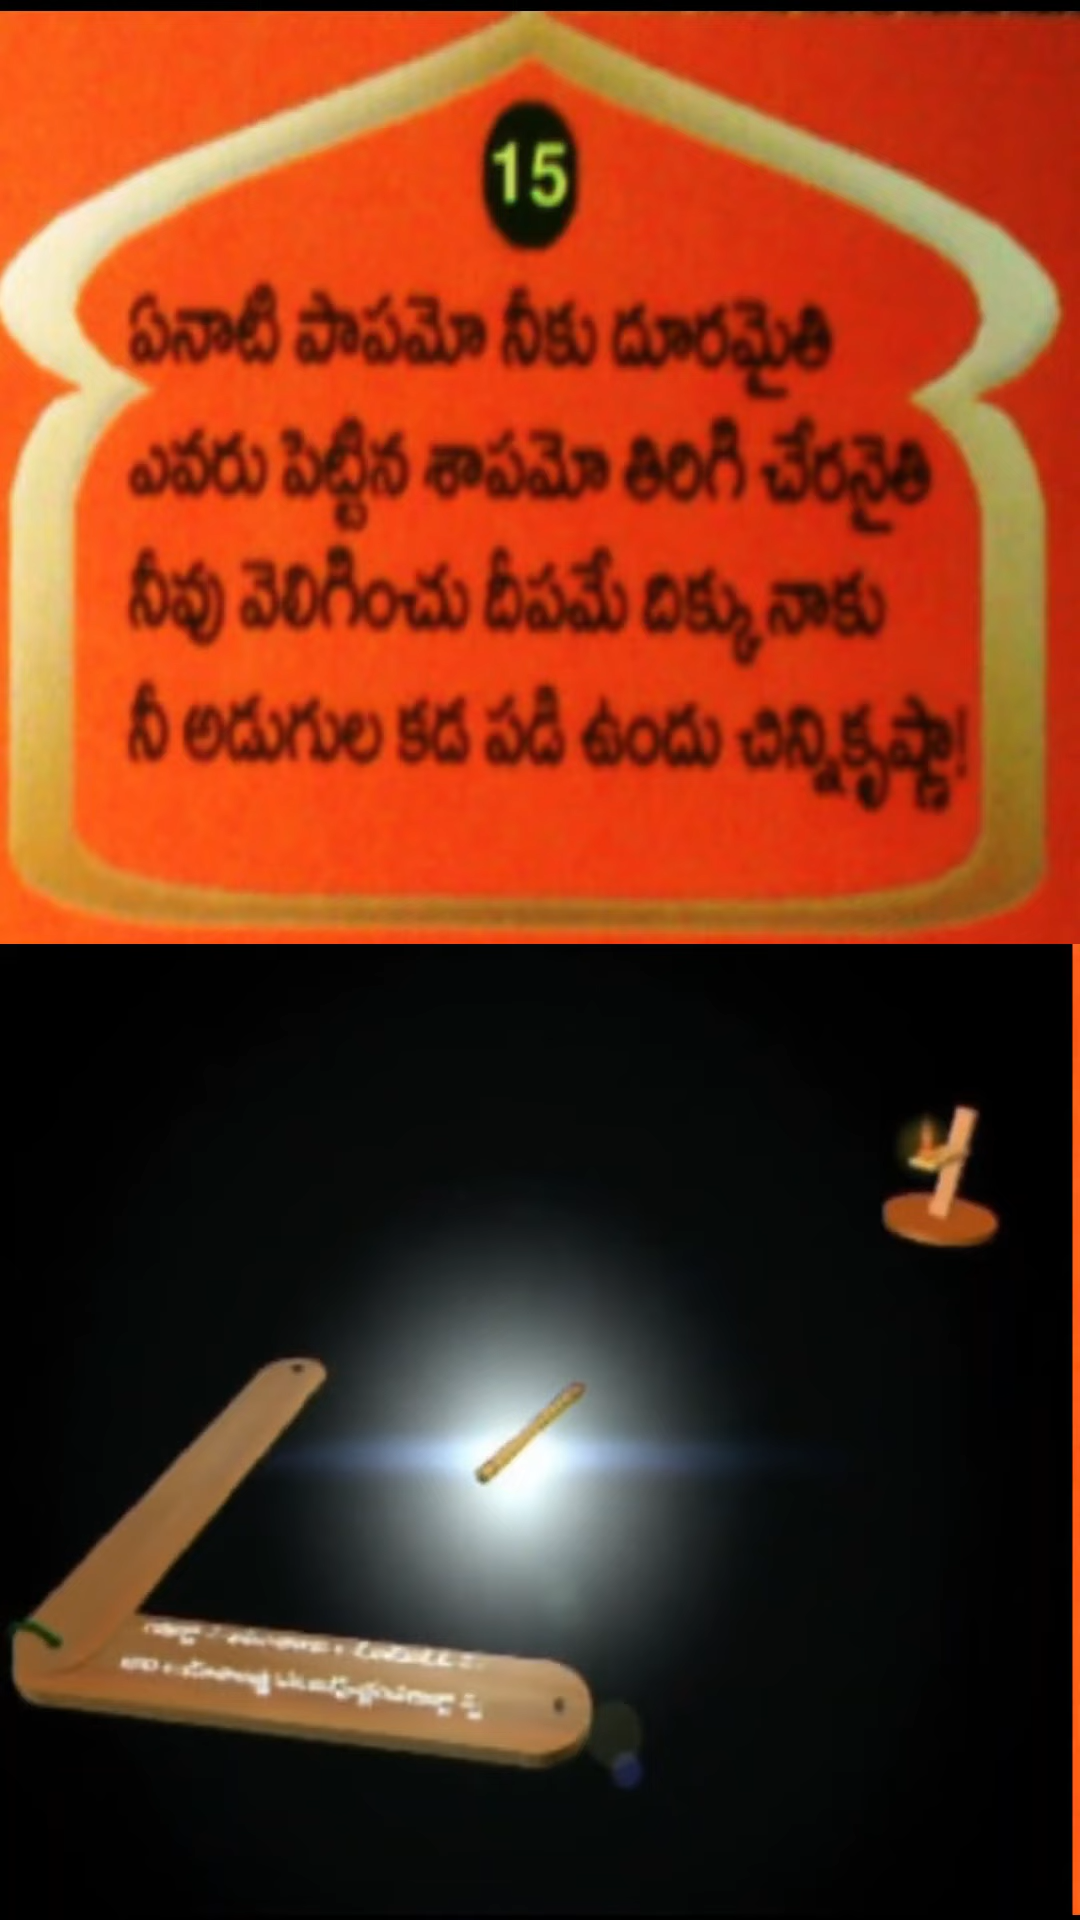 15
ఏనాటి పాపమో నీకు దూరమైతి
ఎవరు పెట్టిన శాపమో తిరిగి చేరనైతి
నీవు వెలిగించు దీపమే దిక్కు నాకు
నీ అడుగుల కడ పడి ఉందు చిన్నికృష్ణా!